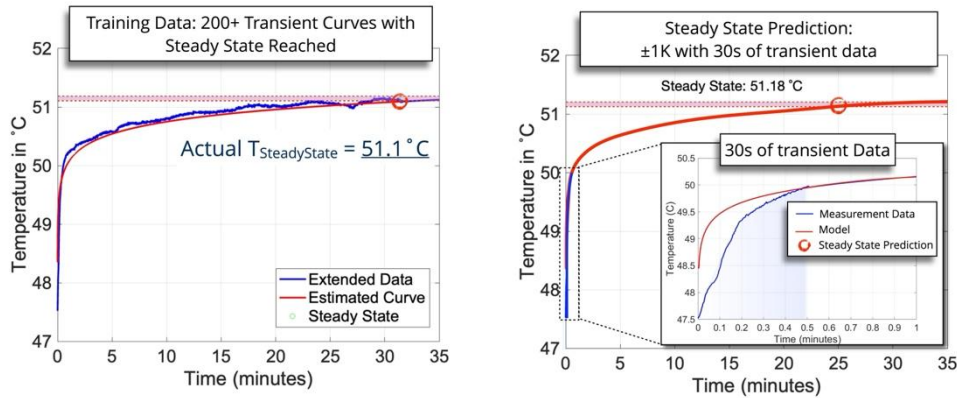 Training Data: 200+ Transient Curves with
Steady State Reached
52
51
50
49
48
47
Temperature in °C
Actual TSteadyState = 51.1°C
Extended Data
Estimated Curve
Steady State
0 5 10 15 20 25 30 35
Time (minutes)
Steady State Prediction:
±1K with 30s of transient data
Steady State: 51.18 °C
52
51
50
49
48
47
Temperature in °C
30s of transient Data
50.5
50
49.5
49
48.5
48
47.5
Temperature (C)
Measurement Data
Model
Steady State Prediction
0 0.1 0.2 0.3 0.4 0.5 0.6 0.7 0.8 0.9 1
Time (minutes)
0 5 10 15 20 25 30 35
Time (minutes)